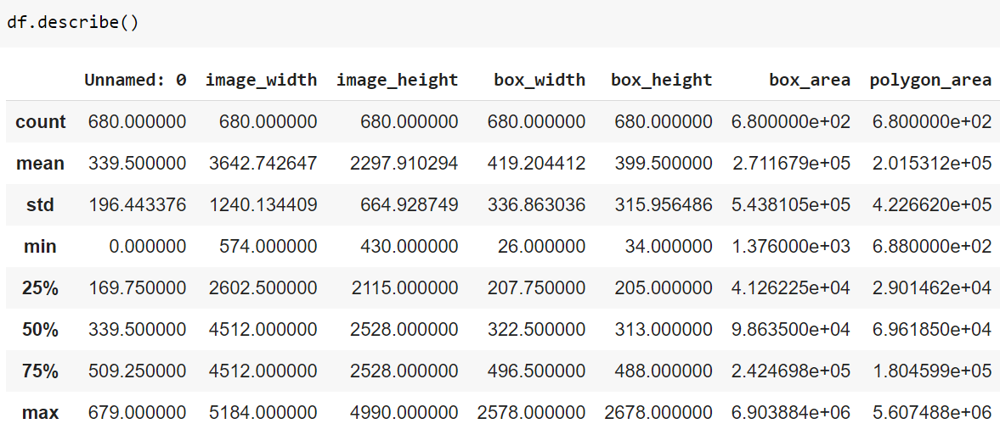 df.describe()
Unnamed: 0 image_width image_height box_width box_height box_area polygon_area
count 680.000000 680.000000 680.000000 680.000000 680.000000 6.800000e+02 6.800000e+02
mean 339.500000 3642.742647 2297.910294 419.204412 399.500000 2.711679e+05 2.015312e+05
std 196.443376 1240.134409 664.928749 336.863036 315.956486 5.438105e+05 4.226620e+05
min 0.000000 574.000000 430.000000 26.000000 34.000000 1.376000e+03 6.880000e+02
25% 169.750000 2602.500000 2115.000000 207.750000 205.000000 4.126225e+04 2.901462e+04
50% 339.500000 4512.000000 2528.000000 322.500000 313.000000 9.863500e+04 6.961850e+04
75% 509.250000 4512.000000 2528.000000 496.500000 488.000000 2.424698e+05 1.804599e+05
max 679.000000 5184.000000 4990.000000 2578.000000 2678.000000 6.903884e+06 5.607488e+06